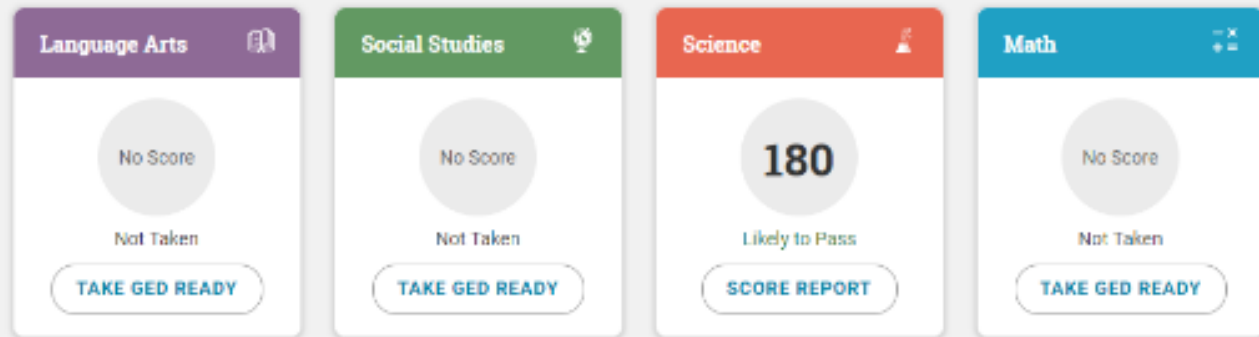 Language Arts
Social Studies
Science
Math
No Score
No Score
180
No Score
Not Taken
Not Taken
Likely to Pass
Not Taken
TAKE GED READY
TAKE GED READY
SCORE REPORT
TAKE GED READY